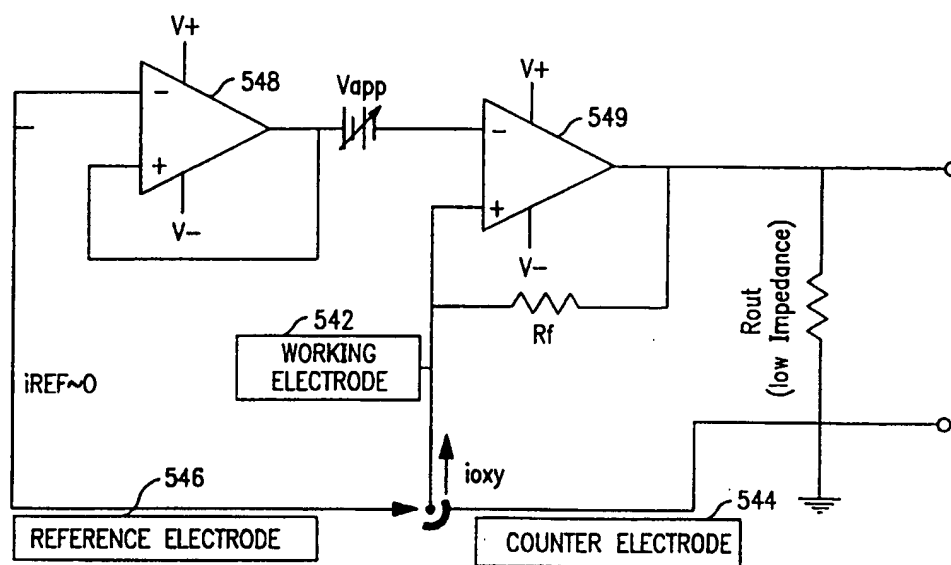 V+
548
−
+
V−
Vapp
V+
549
−
+
V−
Rf
Rout
(low Impedance)
542
WORKING
ELECTRODE
iREF~0
ioxy
546
REFERENCE ELECTRODE
544
COUNTER ELECTRODE